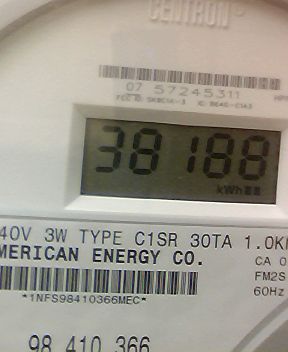 CENTRON
07 57245311
38188
kWh
40V 3W TYPE C1SR 30TA 1.0K
MERICAN ENERGY CO.
CA 0
FM2S
60Hz
*1NFS98410366MEC*
98 410 366